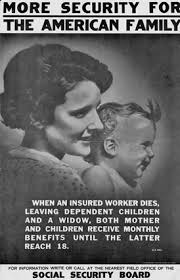 MORE SECURITY FOR
THE AMERICAN FAMILY
WHEN AN INSURED WORKER DIES,
LEAVING DEPENDENT CHILDREN
AND A WIDOW, BOTH MOTHER
AND CHILDREN RECEIVE MONTHLY
BENEFITS UNTIL THE LATTER
REACH 18.
FOR INFORMATION WRITE OR CALL AT THE NEAREST FIELD OFFICE OF THE
SOCIAL SECURITY BOARD